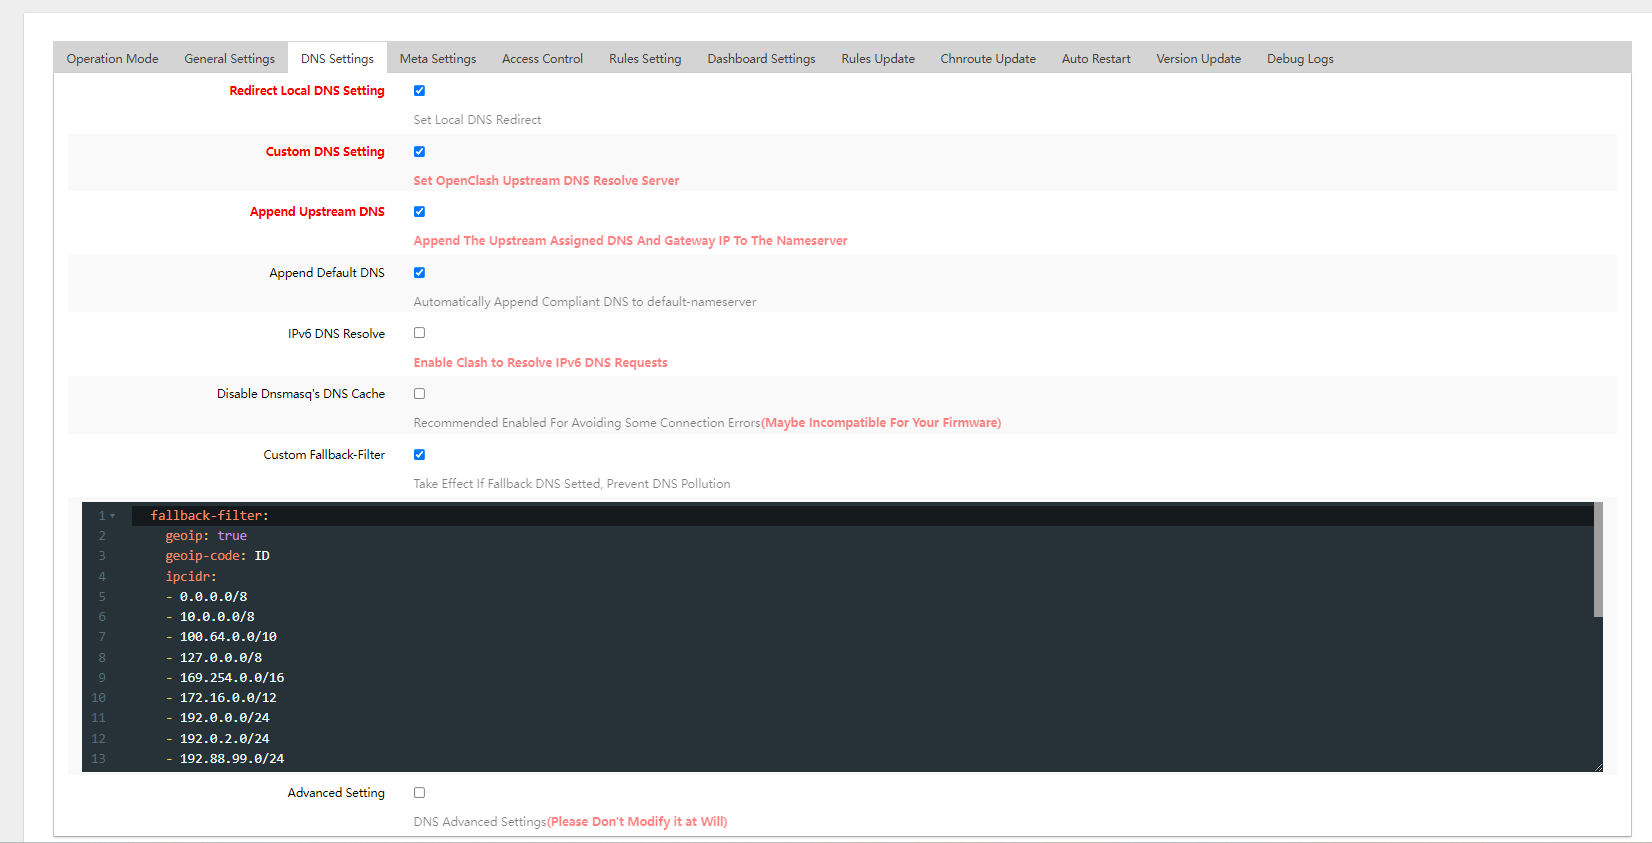 Operation Mode General Settings DNS Settings Meta Settings Access Control Rules Setting Dashboard Settings Rules Update Chnroute Update Auto Restart Version Update Debug Logs
Redirect Local DNS Setting
Set Local DNS Redirect
Custom DNS Setting
Set OpenClash Upstream DNS Resolve Server
Append Upstream DNS
Append The Upstream Assigned DNS And Gateway IP To The Nameserver
Append Default DNS
Automatically Append Compliant DNS to default-nameserver
IPv6 DNS Resolve
Enable Clash to Resolve IPv6 DNS Requests
Disable Dnsmasq's DNS Cache
Recommended Enabled For Avoiding Some Connection Errors(Maybe Incompatible For Your Firmware)
Custom Fallback-Filter
Take Effect If Fallback DNS Setted, Prevent DNS Pollution
1 fallback-filter:
2 geoip: true
3 geoip-code: ID
4 ipcidr:
5 - 0.0.0.0/8
6 - 10.0.0.0/8
7 - 100.64.0.0/10
8 - 127.0.0.0/8
9 - 169.254.0.0/16
10 - 172.16.0.0/12
11 - 192.0.0.0/24
12 - 192.0.2.0/24
13 - 192.88.99.0/24
Advanced Setting
DNS Advanced Settings(Please Don't Modify it at Will)